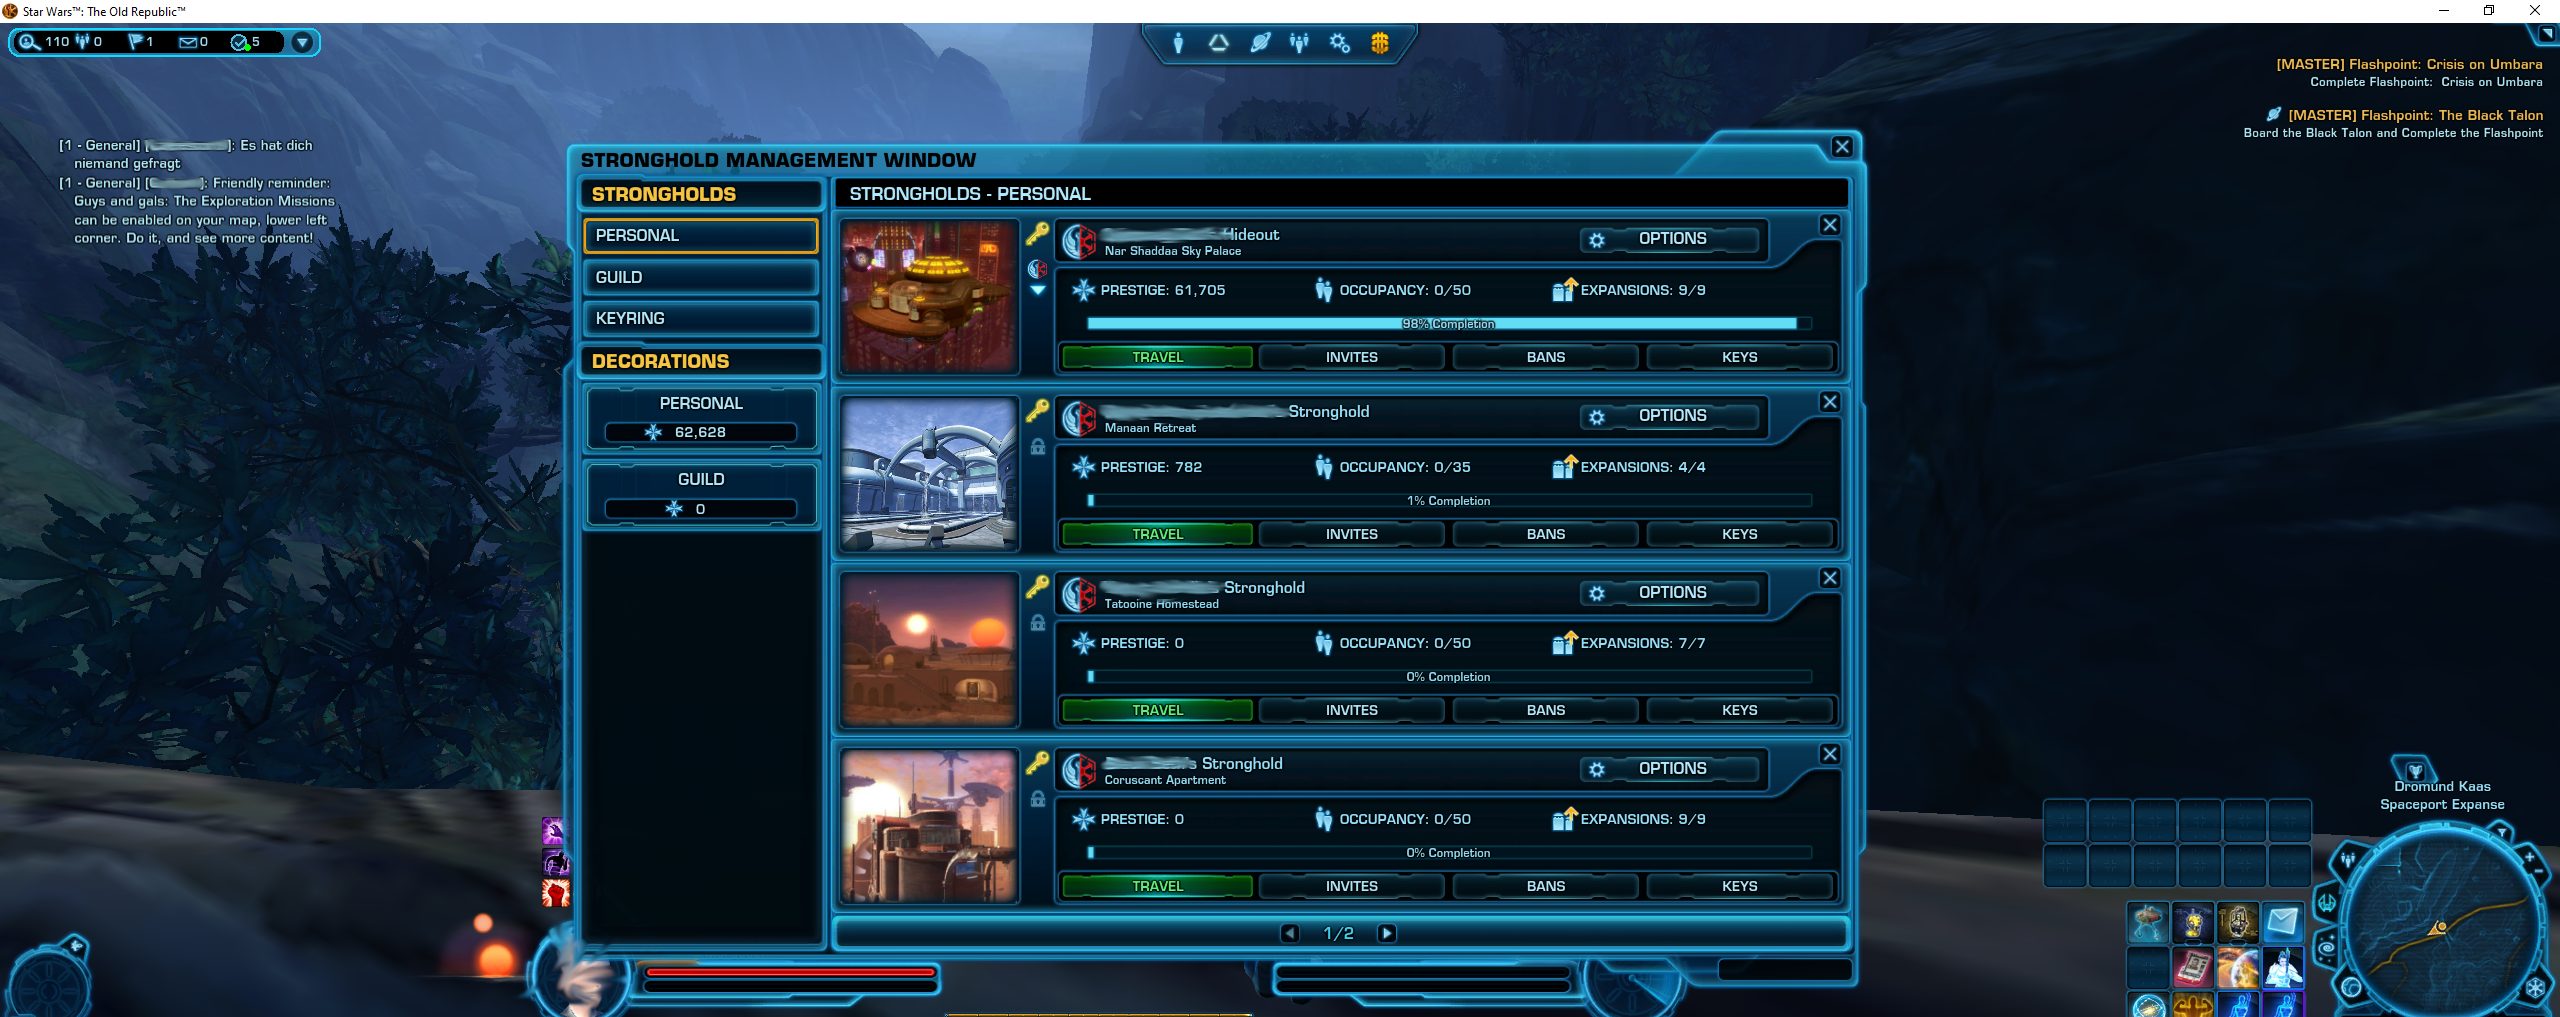 Star Wars™: The Old Republic™
110 0 1 0 5
[MASTER] Flashpoint: Crisis on Umbara
Complete Flashpoint: Crisis on Umbara
[MASTER] Flashpoint: The Black Talon
Board the Black Talon and Complete the Flashpoint
[1 - General] [ ]: Es hat dich
niemand gefragt
[1 - General] [ ]: Friendly reminder:
Guys and gals: The Exploration Missions
can be enabled on your map, lower left
corner. Do it, and see more content!
STRONGHOLD MANAGEMENT WINDOW
STRONGHOLDS
PERSONAL
GUILD
KEYRING
DECORATIONS
PERSONAL
62,628
GUILD
0
STRONGHOLDS - PERSONAL
Hideout
Nar Shaddaa Sky Palace
OPTIONS
PRESTIGE: 61,705 OCCUPANCY: 0/50 EXPANSIONS: 9/9
98% Completion
TRAVEL INVITES BANS KEYS
Stronghold
Manaan Retreat
OPTIONS
PRESTIGE: 782 OCCUPANCY: 0/35 EXPANSIONS: 4/4
1% Completion
TRAVEL INVITES BANS KEYS
Stronghold
Tatooine Homestead
OPTIONS
PRESTIGE: 0 OCCUPANCY: 0/50 EXPANSIONS: 7/7
0% Completion
TRAVEL INVITES BANS KEYS
's Stronghold
Coruscant Apartment
OPTIONS
PRESTIGE: 0 OCCUPANCY: 0/50 EXPANSIONS: 9/9
0% Completion
TRAVEL INVITES BANS KEYS
1/2
Dromund Kaas
Spaceport Expanse